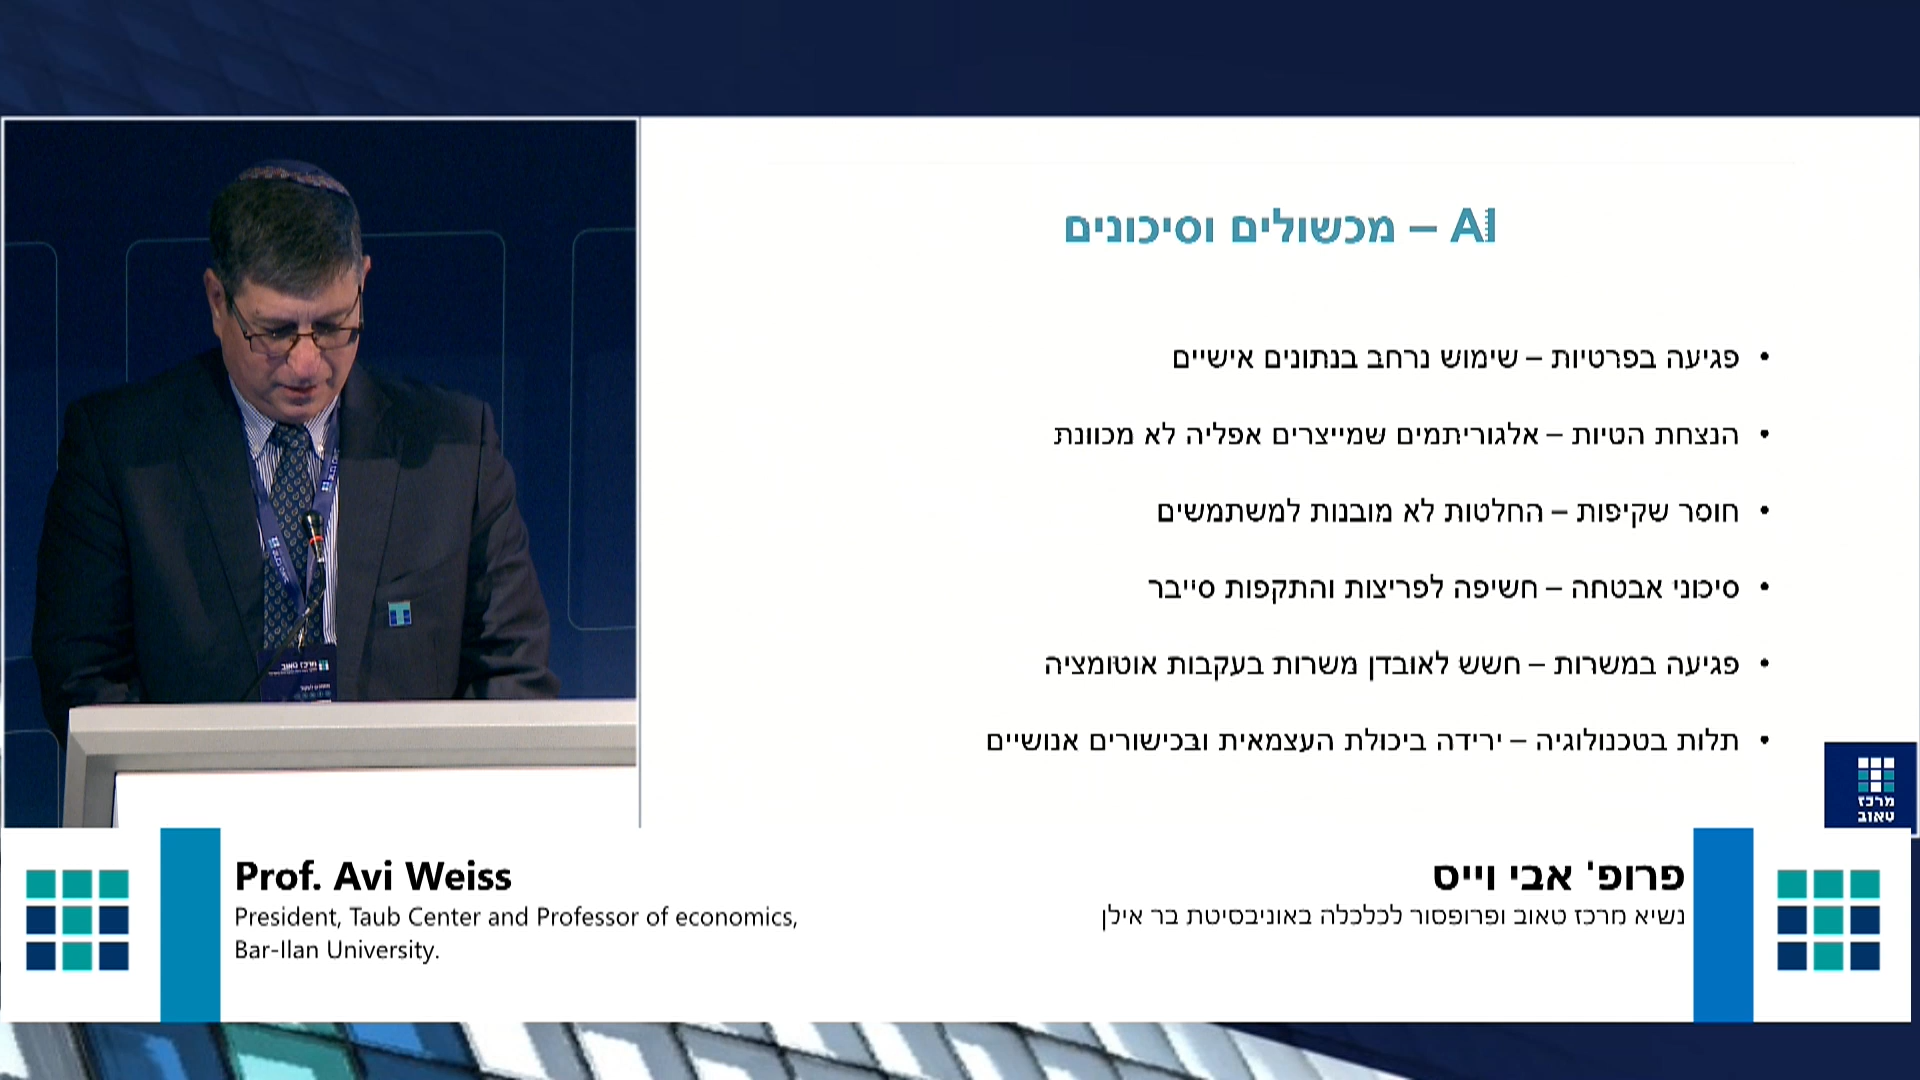 AI – מכשולים וסיכונים
• פגיעה בפרטיות – שימוש נרחב בנתונים אישיים
• הנצחת הטיות – אלגוריתמים שמייצרים אפליה לא מכוונת
• חוסר שקיפות – החלטות לא מובנות למשתמשים
• סיכוני אבטחה – חשיפה לפריצות והתקפות סייבר
• פגיעה במשרות – חשש לאובדן משרות בעקבות אוטומציה
• תלות בטכנולוגיה – ירידה ביכולת העצמאית ובכישורים אנושיים
מרכז
טאוב
מרכז טאוב
Prof. Avi Weiss
President, Taub Center and Professor of economics,
Bar-Ilan University.
פרופ' אבי וייס
נשיא מרכז טאוב ופרופסור לכלכלה באוניבסיטת בר אילן